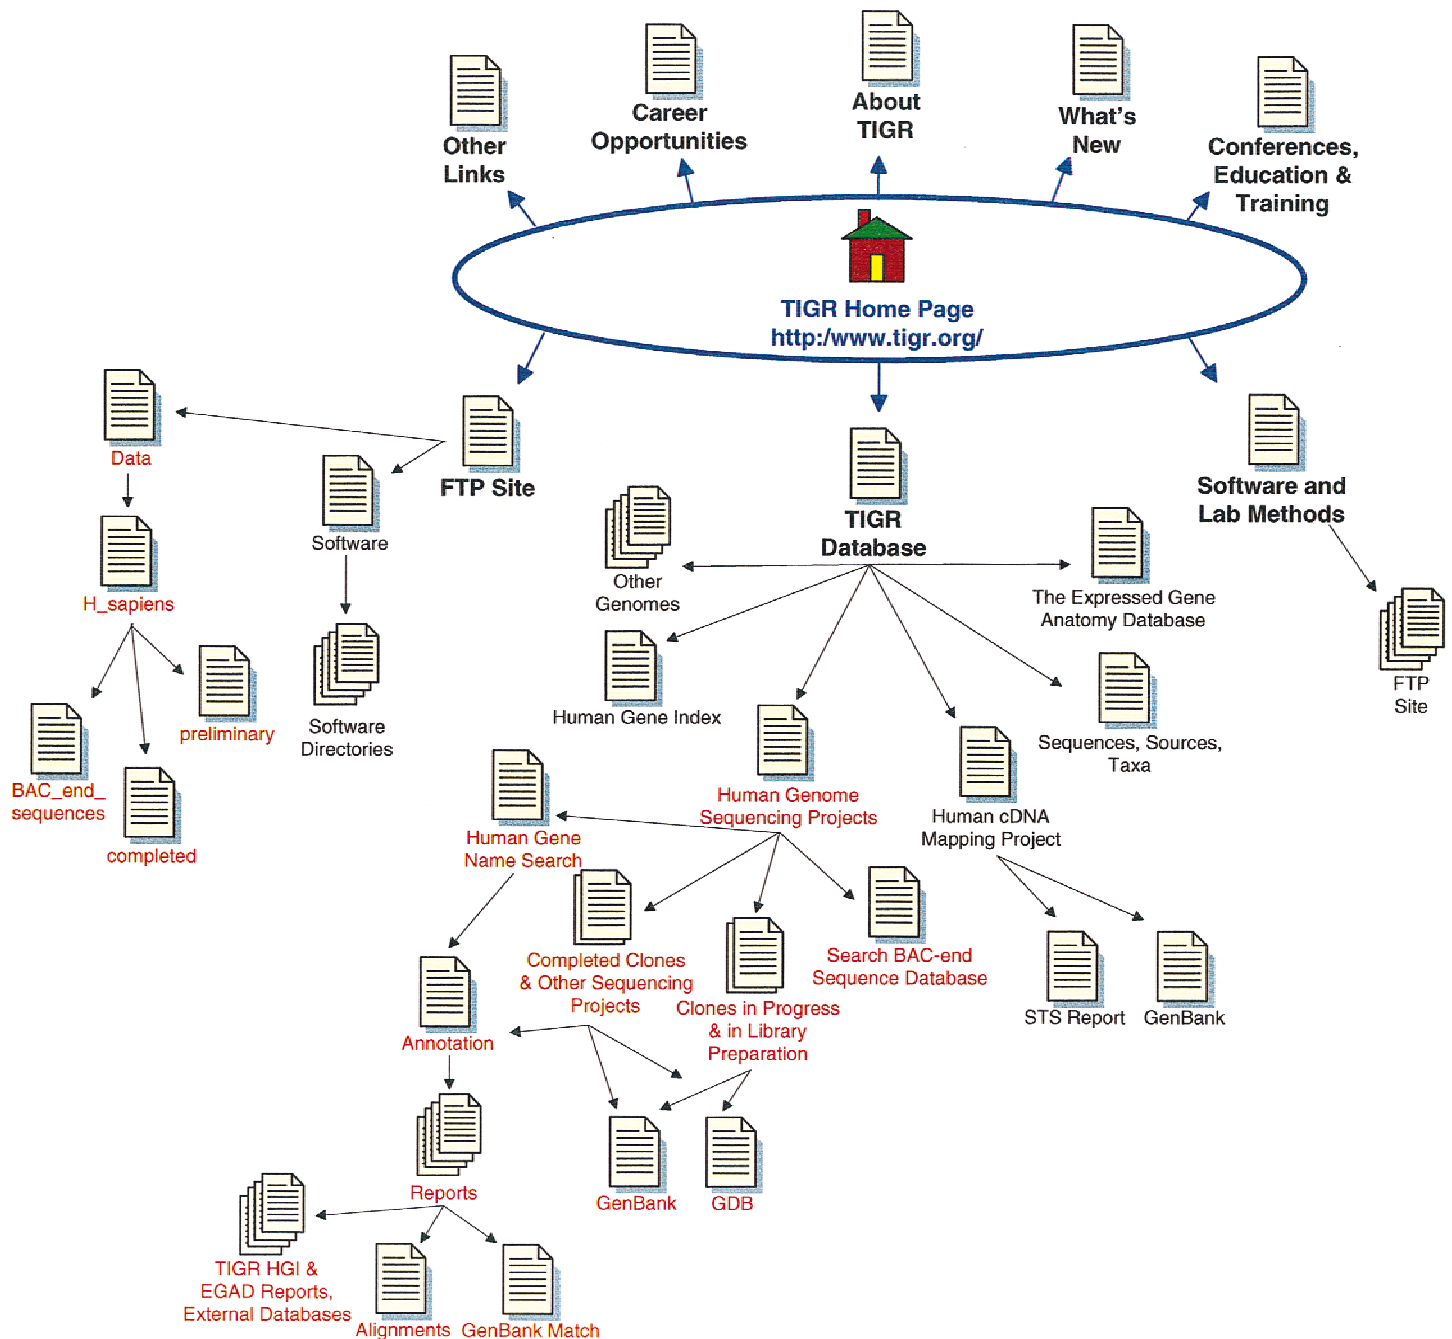 Other
Links
Career
Opportunities
About
TIGR
What's
New
Conferences,
Education &
Training
TIGR Home Page
http:/www.tigr.org/
Data
FTP Site
Software
H_sapiens
preliminary
BAC_end_
sequences
completed
Software
Directories
TIGR
Database
Software and
Lab Methods
FTP
Site
Other
Genomes
The Expressed Gene
Anatomy Database
Human Gene Index
Sequences, Sources,
Taxa
Human Genome
Sequencing Projects
Human cDNA
Mapping Project
Human Gene
Name Search
Completed Clones
& Other Sequencing
Projects
Clones in Progress
& in Library
Preparation
Search BAC-end
Sequence Database
STS Report
GenBank
Annotation
Reports
GenBank
GDB
TIGR HGI &
EGAD Reports,
External Databases
Alignments
GenBank Match